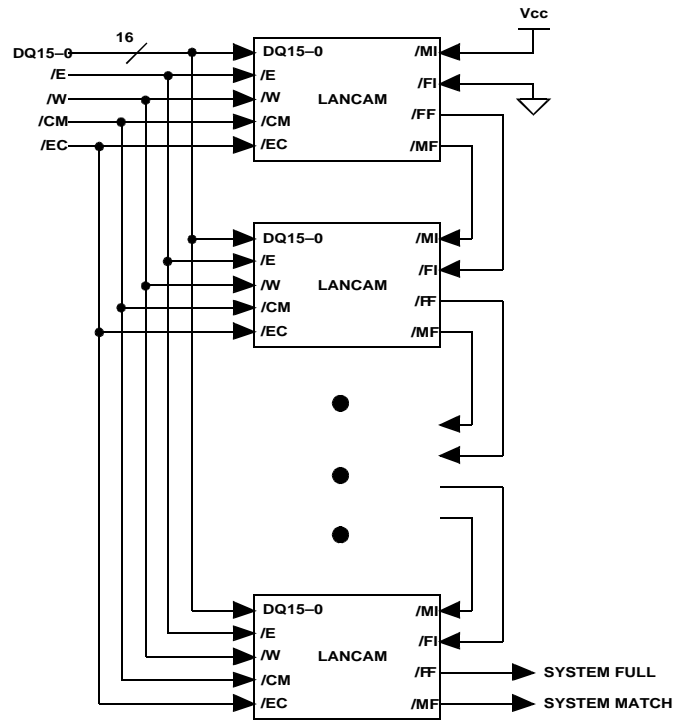 Vcc
16
DQ15–0
/E
/W
/CM
/EC
DQ15–0
/E
/W
/CM
/EC
LANCAM
/MI
/FI
/FF
/MF
DQ15–0
/E
/W
/CM
/EC
LANCAM
/MI
/FI
/FF
/MF
DQ15–0
/E
/W
/CM
/EC
LANCAM
/MI
/FI
/FF
/MF
SYSTEM FULL
SYSTEM MATCH